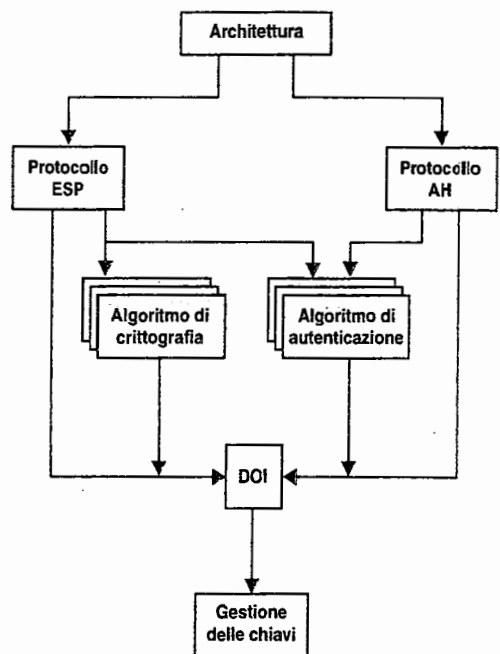 Architettura
Protocollo
ESP
Protocollo
AH
Algoritmo di
crittografia
Algoritmo di
autenticazione
DOI
Gestione
delle chiavi